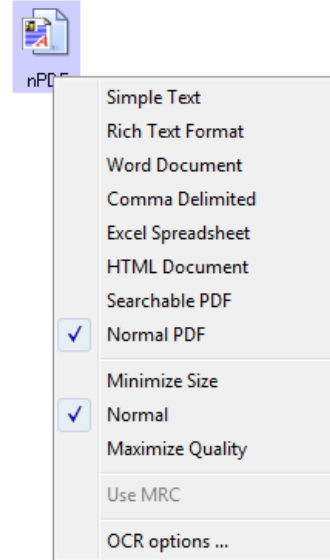 Simple Text
Rich Text Format
Word Document
Comma Delimited
Excel Spreadsheet
HTML Document
Searchable PDF
Normal PDF
Minimize Size
Normal
Maximize Quality
Use MRC
OCR options ...